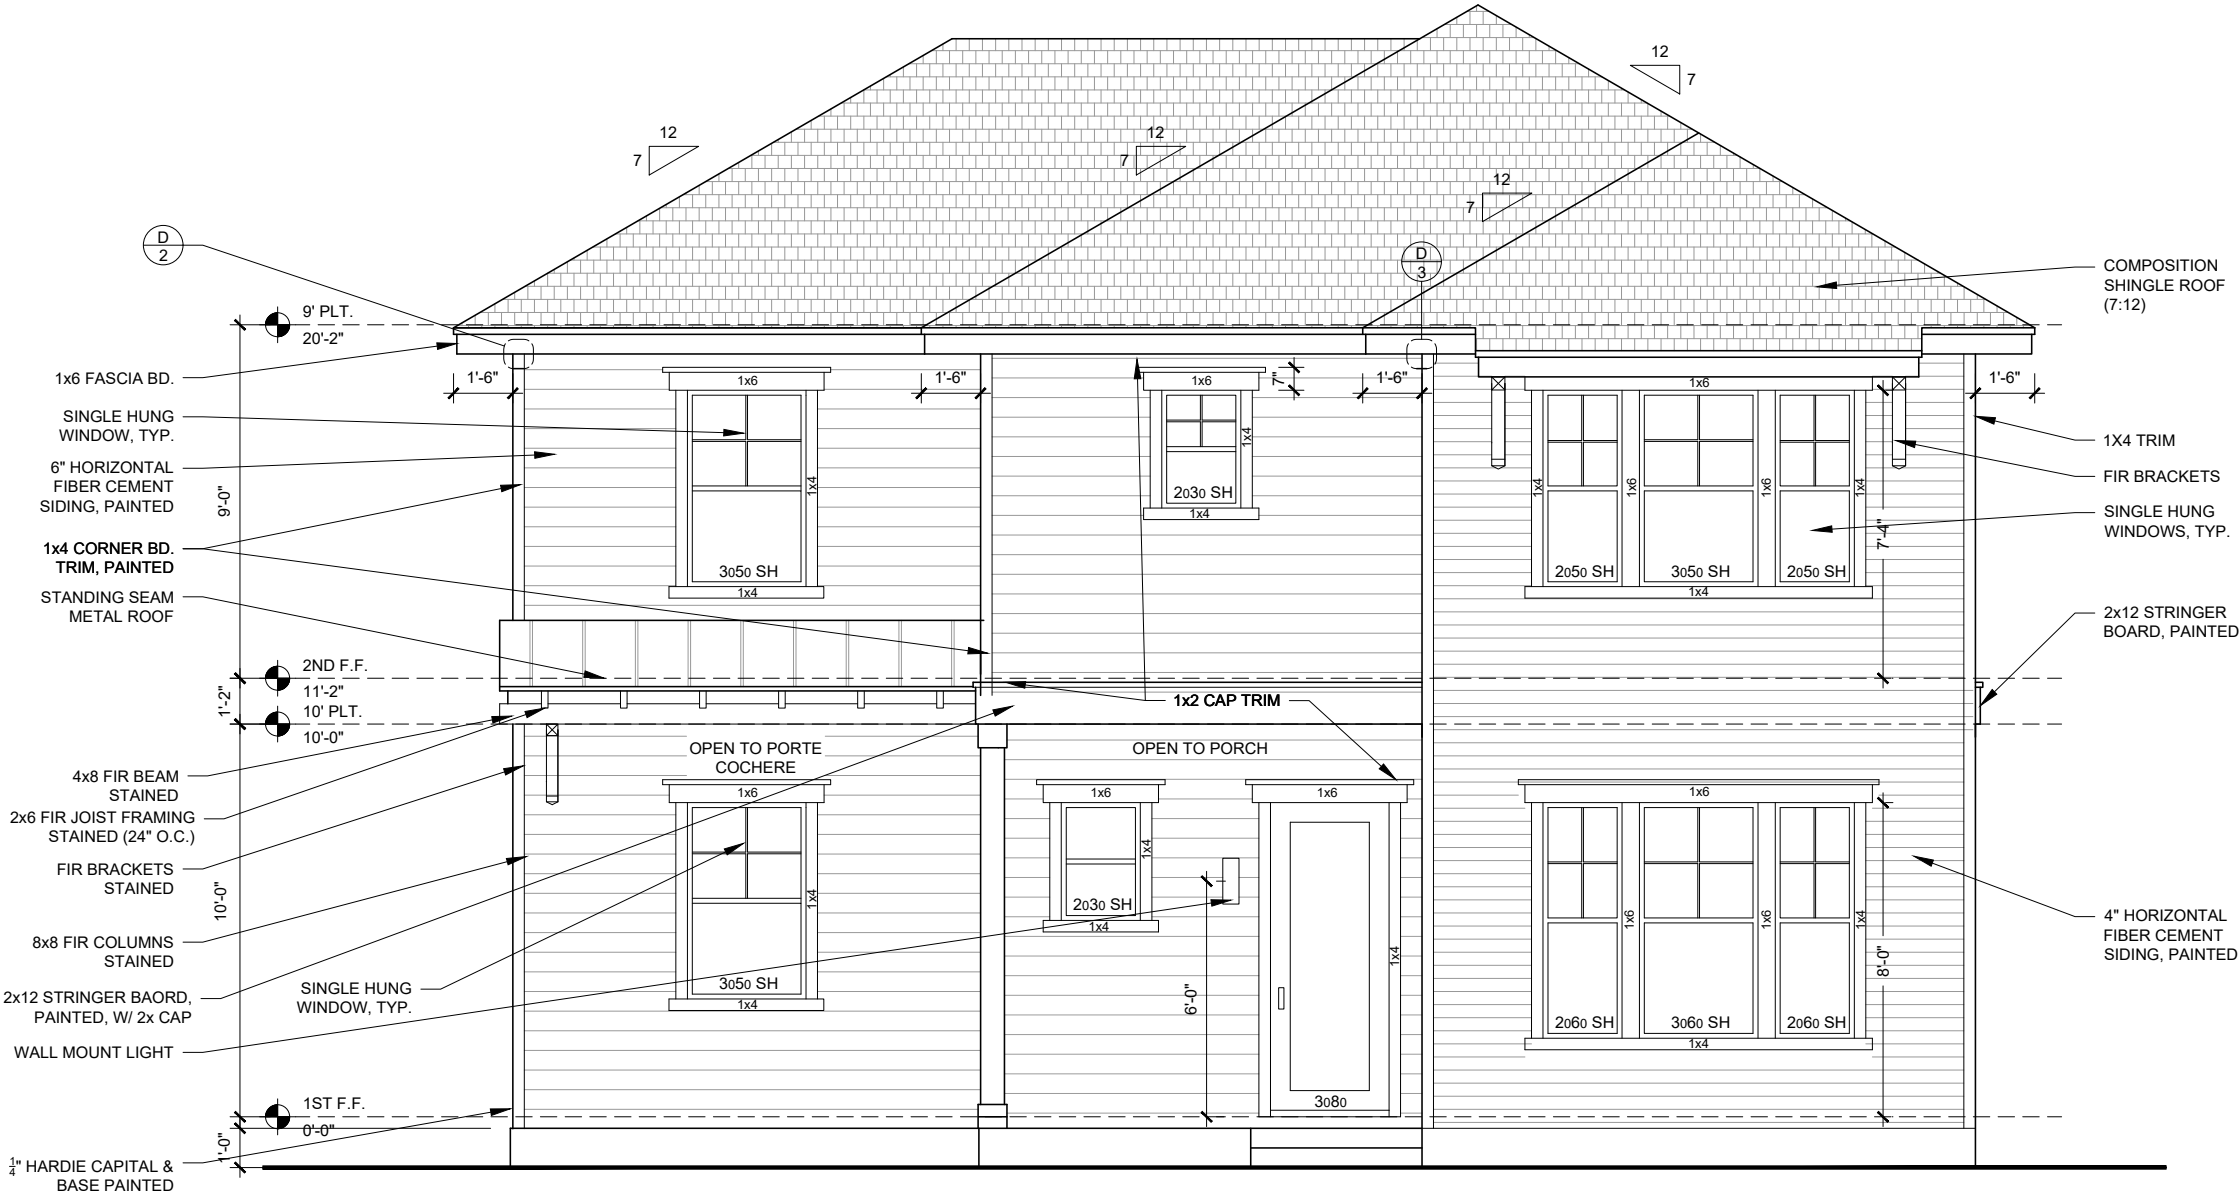 12
7
12
7
12
7
12
7
D
2
D
3
9' PLT.
20'-2"
1x6 FASCIA BD.
SINGLE HUNG
WINDOW, TYP.
6" HORIZONTAL
FIBER CEMENT
SIDING, PAINTED
1x4 CORNER BD.
TRIM, PAINTED
STANDING SEAM
METAL ROOF
2ND F.F.
11'-2"
10' PLT.
10'-0"
4x8 FIR BEAM
STAINED
2x6 FIR JOIST FRAMING
STAINED (24" O.C.)
FIR BRACKETS
STAINED
8x8 FIR COLUMNS
STAINED
2x12 STRINGER BAORD,
PAINTED, W/ 2x CAP
WALL MOUNT LIGHT
1ST F.F.
0'-0"
1/4" HARDIE CAPITAL &
BASE PAINTED
9'-0"
1'-2"
10'-0"
1'-0"
1'-6"
1'-6"
1'-6"
1'-6"
7"
1x6
1x4
3050 SH
1x4
1x6
1x4
2030 SH
1x4
1x6
1x4
1x6
1x6
1x4
2050 SH
3050 SH
2050 SH
1x4
7'-4"
1x2 CAP TRIM
OPEN TO PORTE
COCHERE
OPEN TO PORCH
1x6
1x4
3050 SH
1x4
SINGLE HUNG
WINDOW, TYP.
1x6
1x4
2030 SH
1x4
6'-0"
1x6
1x4
3080
1x6
1x6
1x6
1x4
2060 SH
3060 SH
2060 SH
1x4
8'-0"
COMPOSITION
SHINGLE ROOF
(7:12)
1X4 TRIM
FIR BRACKETS
SINGLE HUNG
WINDOWS, TYP.
2x12 STRINGER
BOARD, PAINTED
4" HORIZONTAL
FIBER CEMENT
SIDING, PAINTED